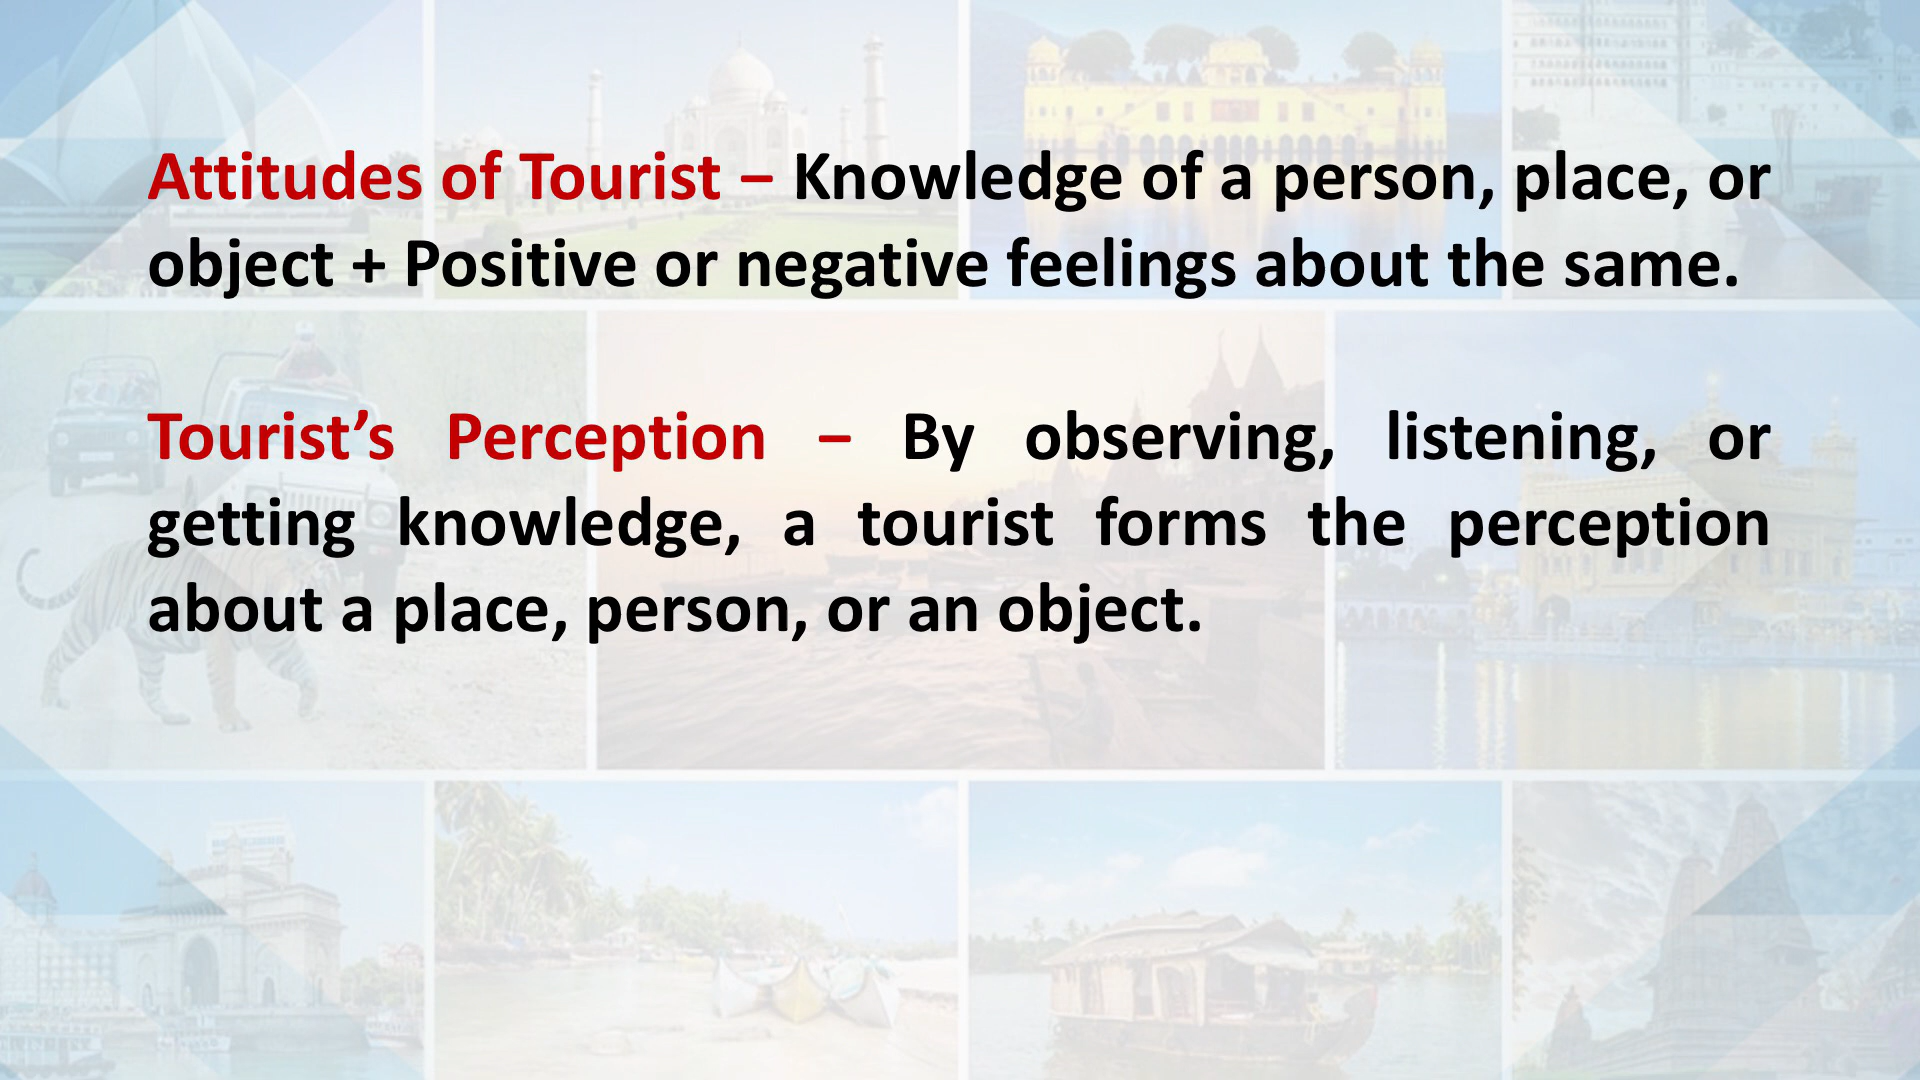 Attitudes of Tourist – Knowledge of a person, place, or
object + Positive or negative feelings about the same.
Tourist’s Perception – By observing, listening, or
getting knowledge, a tourist forms the perception
about a place, person, or an object.